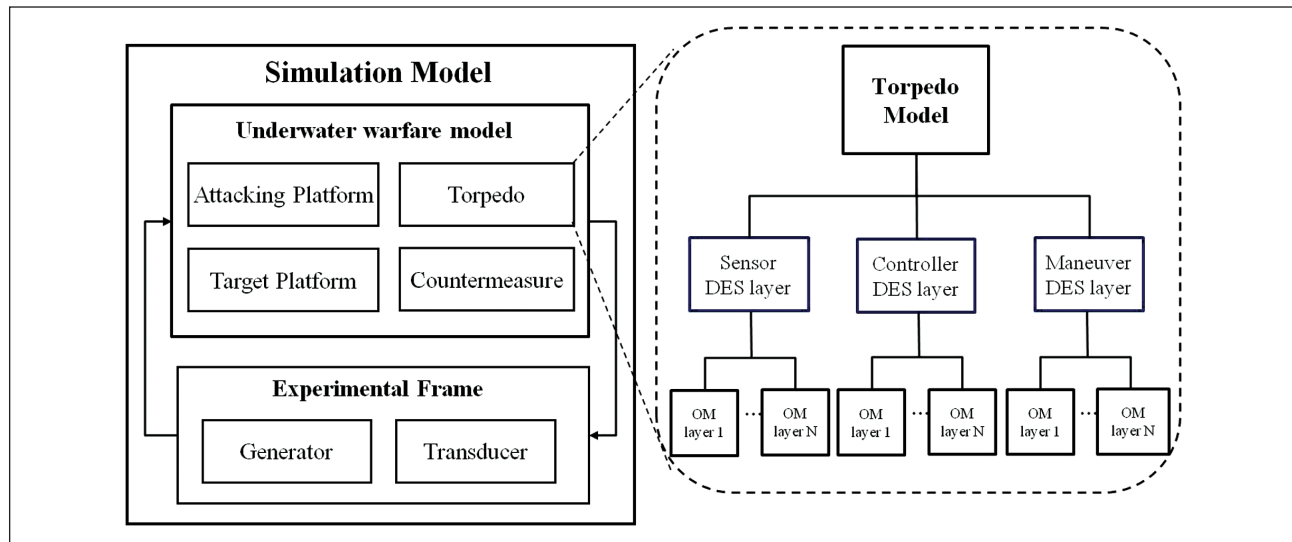 Simulation Model
Underwater warfare model
Attacking Platform
Torpedo
Target Platform
Countermeasure
Experimental Frame
Generator
Transducer
Torpedo
Model
Sensor
DES layer
Controller
DES layer
Maneuver
DES layer
OM
layer 1
...
OM
layer N
OM
layer 1
...
OM
layer N
OM
layer 1
...
OM
layer N